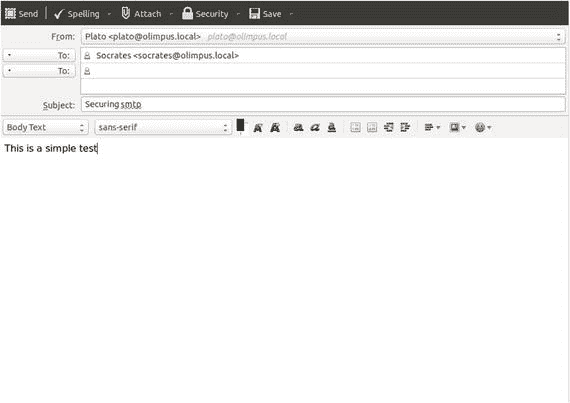 Send Spelling Attach Security Save
From: Plato <plato@olimpus.local> plato@olimpus.local
To: Socrates <socrates@olimpus.local>
To:
Subject: Securing smtp
Body Text sans-serif
This is a simple test